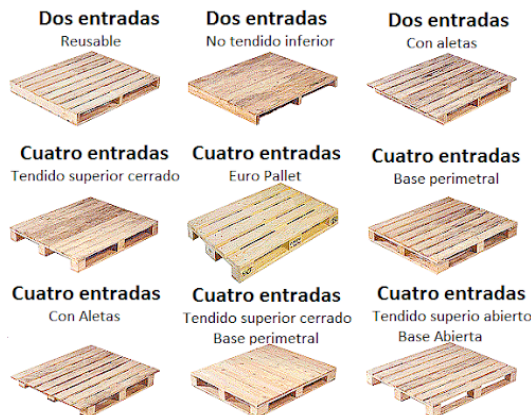 Dos entradas
Reusable
Dos entradas
No tendido inferior
Dos entradas
Con aletas
Cuatro entradas
Tendido superior cerrado
Cuatro entradas
Euro Pallet
Cuatro entradas
Base perimetral
Cuatro entradas
Con Aletas
Cuatro entradas
Tendido superior cerrado
Base perimetral
Cuatro entradas
Tendido superio abierto
Base Abierta